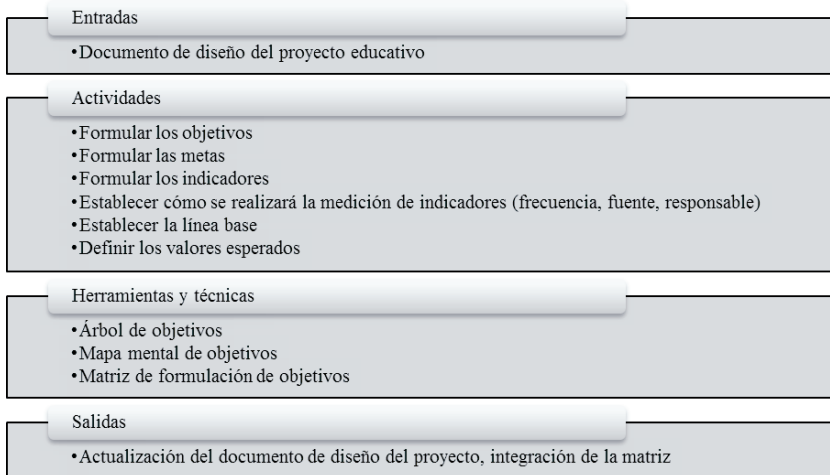 Entradas
•Documento de diseño del proyecto educativo
Actividades
•Formular los objetivos
•Formular las metas
•Formular los indicadores
•Establecer cómo se realizará la medición de indicadores (frecuencia, fuente, responsable)
•Establecer la línea base
•Definir los valores esperados
Herramientas y técnicas
•Árbol de objetivos
•Mapa mental de objetivos
•Matriz de formulación de objetivos
Salidas
•Actualización del documento de diseño del proyecto, integración de la matriz